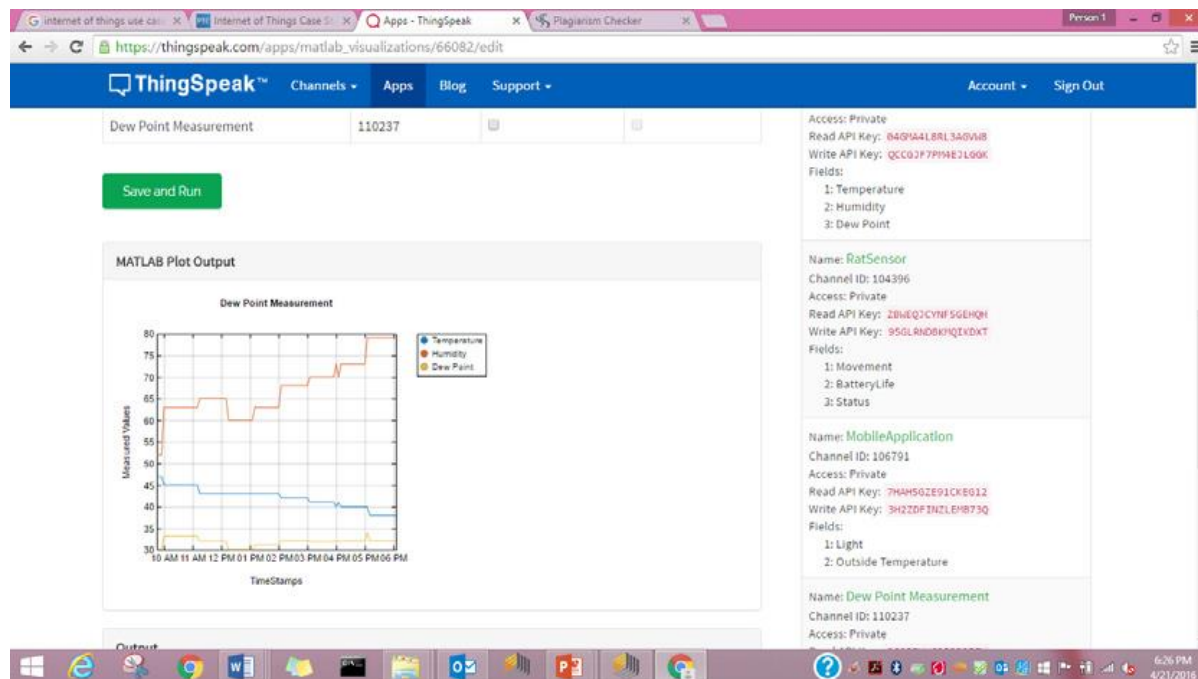 internet of things use cas
Internet of Things Case St
Apps - ThingSpeak
Plagiarism Checker
Person 1
https://thingspeak.com/apps/matlab_visualizations/66082/edit
ThingSpeak™ Channels Apps Blog Support Account Sign Out
Dew Point Measurement 110237
Save and Run
MATLAB Plot Output
Dew Point Measurement
80
75
70
65
60
55
50
45
40
35
30
Measured Values
10 AM 11 AM 12 PM 01 PM 02 PM 03 PM 04 PM 05 PM 06 PM
TimeStamps
Temperature
Humidity
Dew Point
Output
Access: Private
Read API Key:
Write API Key:
Fields:
1: Temperature
2: Humidity
3: Dew Point
Name: RatSensor
Channel ID: 104396
Access: Private
Read API Key:
Write API Key:
Fields:
1: Movement
2: BatteryLife
3: Status
Name: MobileApplication
Channel ID: 106791
Access: Private
Read API Key:
Write API Key:
Fields:
1: Light
2: Outside Temperature
Name: Dew Point Measurement
Channel ID: 110237
Access: Private
6:26 PM
4/21/2016